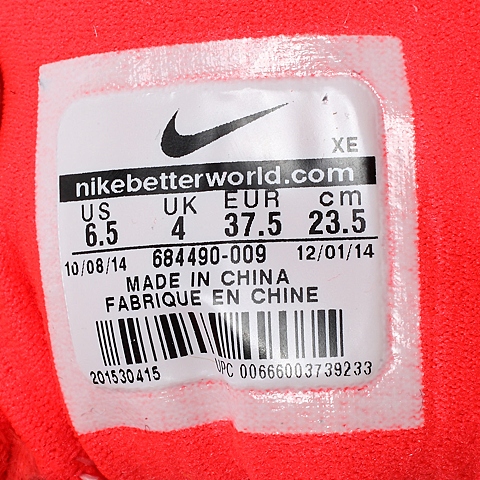 XE
nikebetterworld.com
US UK EUR cm
6.5 4 37.5 23.5
10/08/14 684490-009 12/01/14
MADE IN CHINA
FABRIQUE EN CHINE
201530415 UPC 00666003739233